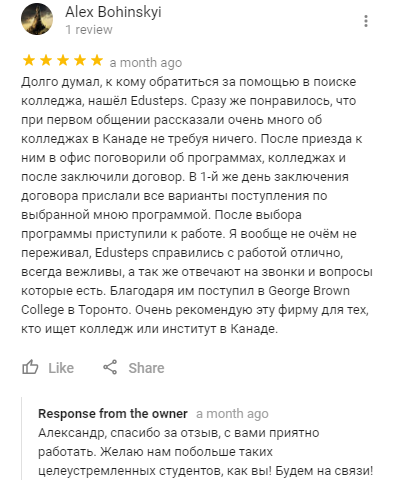 Alex Bohinskyi
1 review
a month ago
Долго думал, к кому обратиться за помощью в поиске
колледжа, нашёл Edusteps. Сразу же понравилось, что
при первом общении рассказали очень много об
колледжах в Канаде не требуя ничего. После приезда к
ним в офис поговорили об программах, колледжах и
после заключили договор. В 1-й же день заключения
договора прислали все варианты поступления по
выбранной мною программой. После выбора
программы приступили к работе. Я вообще не очём не
переживал, Edusteps справились с работой отлично,
всегда вежливы, а так же отвечают на звонки и вопросы
которые есть. Благодаря им поступил в George Brown
College в Торонто. Очень рекомендую эту фирму для тех,
кто ищет колледж или институт в Канаде.
Like Share
Response from the owner a month ago
Александр, спасибо за отзыв, с вами приятно
работать. Желаю нам побольше таких
целеустремленных студентов, как вы! Будем на связи!